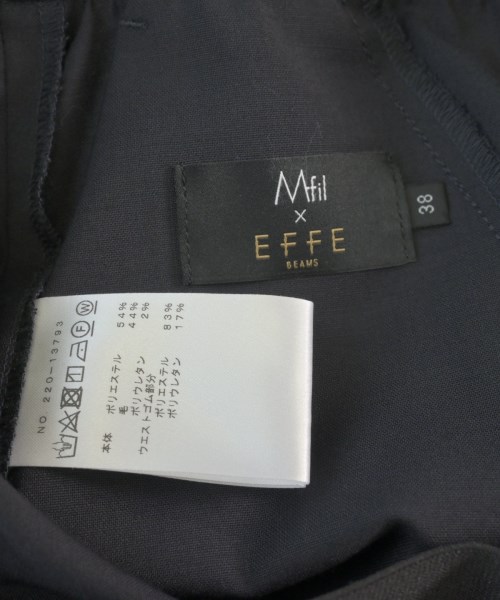 Mfil
×
EFFE
BEAMS
38
NO 220-13793
本体
ポリエステル 54%
毛 44%
ポリウレタン 2%
ウエストゴム部分
ポリエステル 83%
ポリウレタン 17%